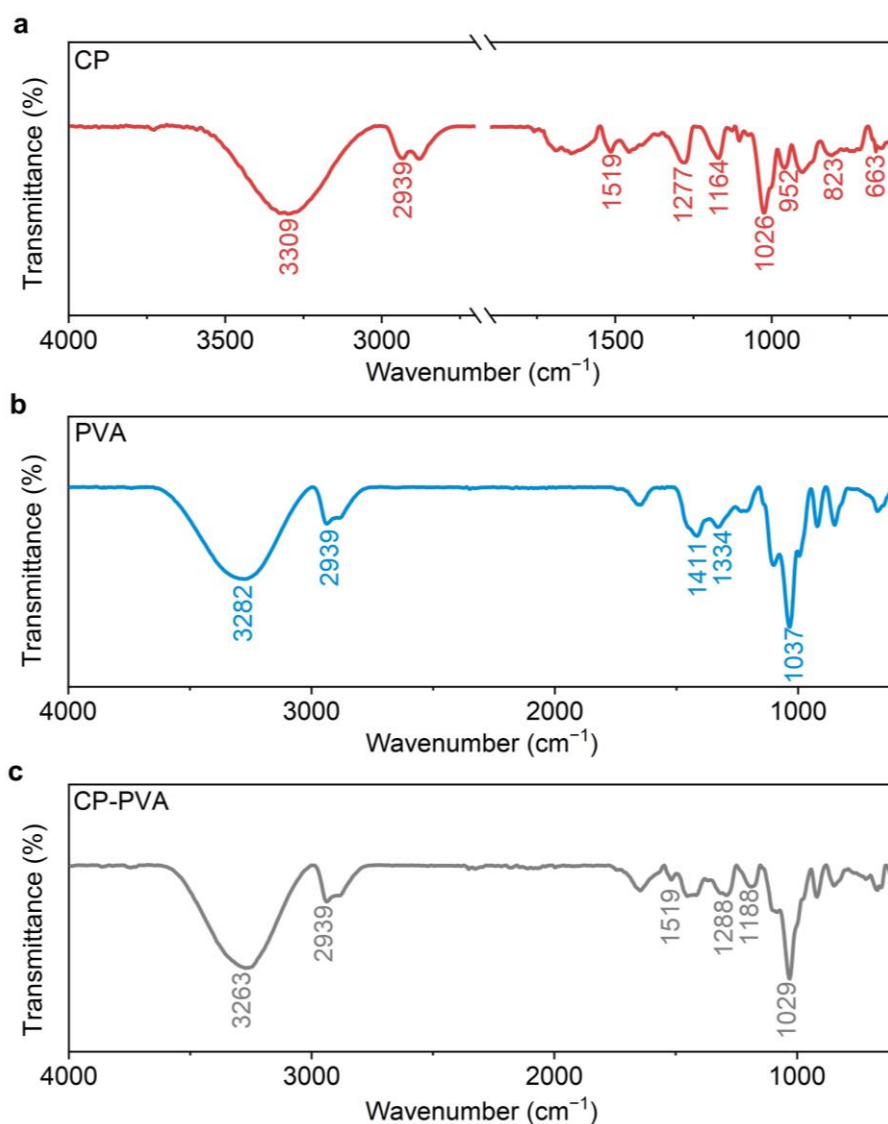 a
CP
Transmittance (%)
3309
2939
1519
1277
1164
1026
952
823
663
4000 3500 3000 1500 1000
Wavenumber (cm⁻¹)
b
PVA
Transmittance (%)
3282
2939
1411
1334
1037
4000 3000 2000 1000
Wavenumber (cm⁻¹)
c
CP-PVA
Transmittance (%)
3263
2939
1519
1288
1188
1029
4000 3000 2000 1000
Wavenumber (cm⁻¹)